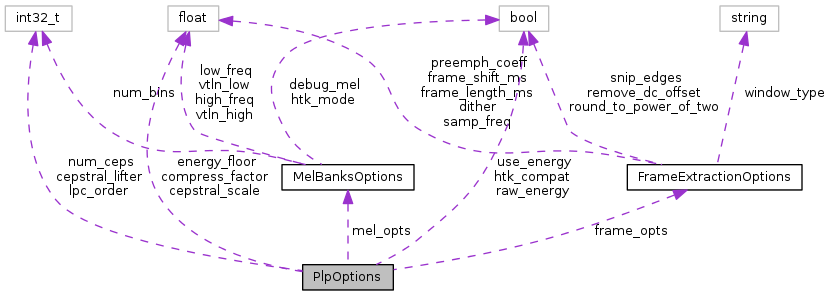 int32_t
float
bool
string
num_bins
low_freq
vtln_low
high_freq
vtln_high
debug_mel
htk_mode
preemph_coeff
frame_shift_ms
frame_length_ms
dither
samp_freq
snip_edges
remove_dc_offset
round_to_power_of_two
window_type
num_ceps
cepstral_lifter
lpc_order
energy_floor
compress_factor
cepstral_scale
MelBanksOptions
use_energy
htk_compat
raw_energy
FrameExtractionOptions
mel_opts
frame_opts
PlpOptions